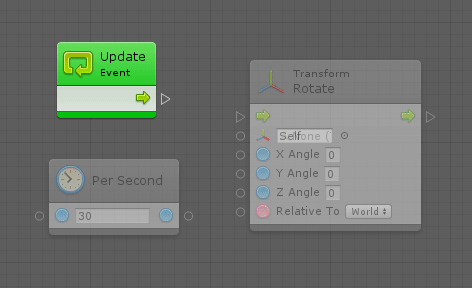 Update
Event
Transform
Rotate
Self
X Angle 0
Y Angle 0
Z Angle 0
Relative To World
Per Second
30